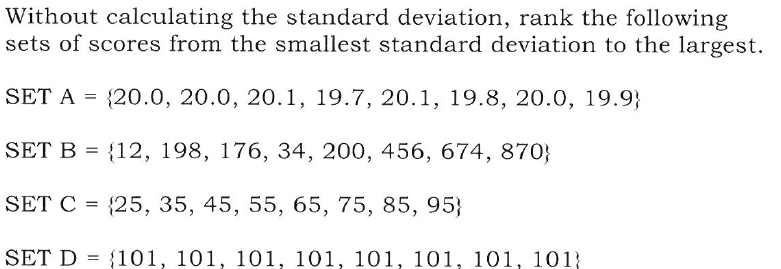 Without calculating the standard deviation, rank the following
sets of scores from the smallest standard deviation to the largest.
SET A = {20.0, 20.0, 20.1, 19.7, 20.1, 19.8, 20.0, 19.9}
SET B = {12, 198, 176, 34, 200, 456, 674, 870}
SET C = {25, 35, 45, 55, 65, 75, 85, 95}
SET D = {101, 101, 101, 101, 101, 101, 101, 101}